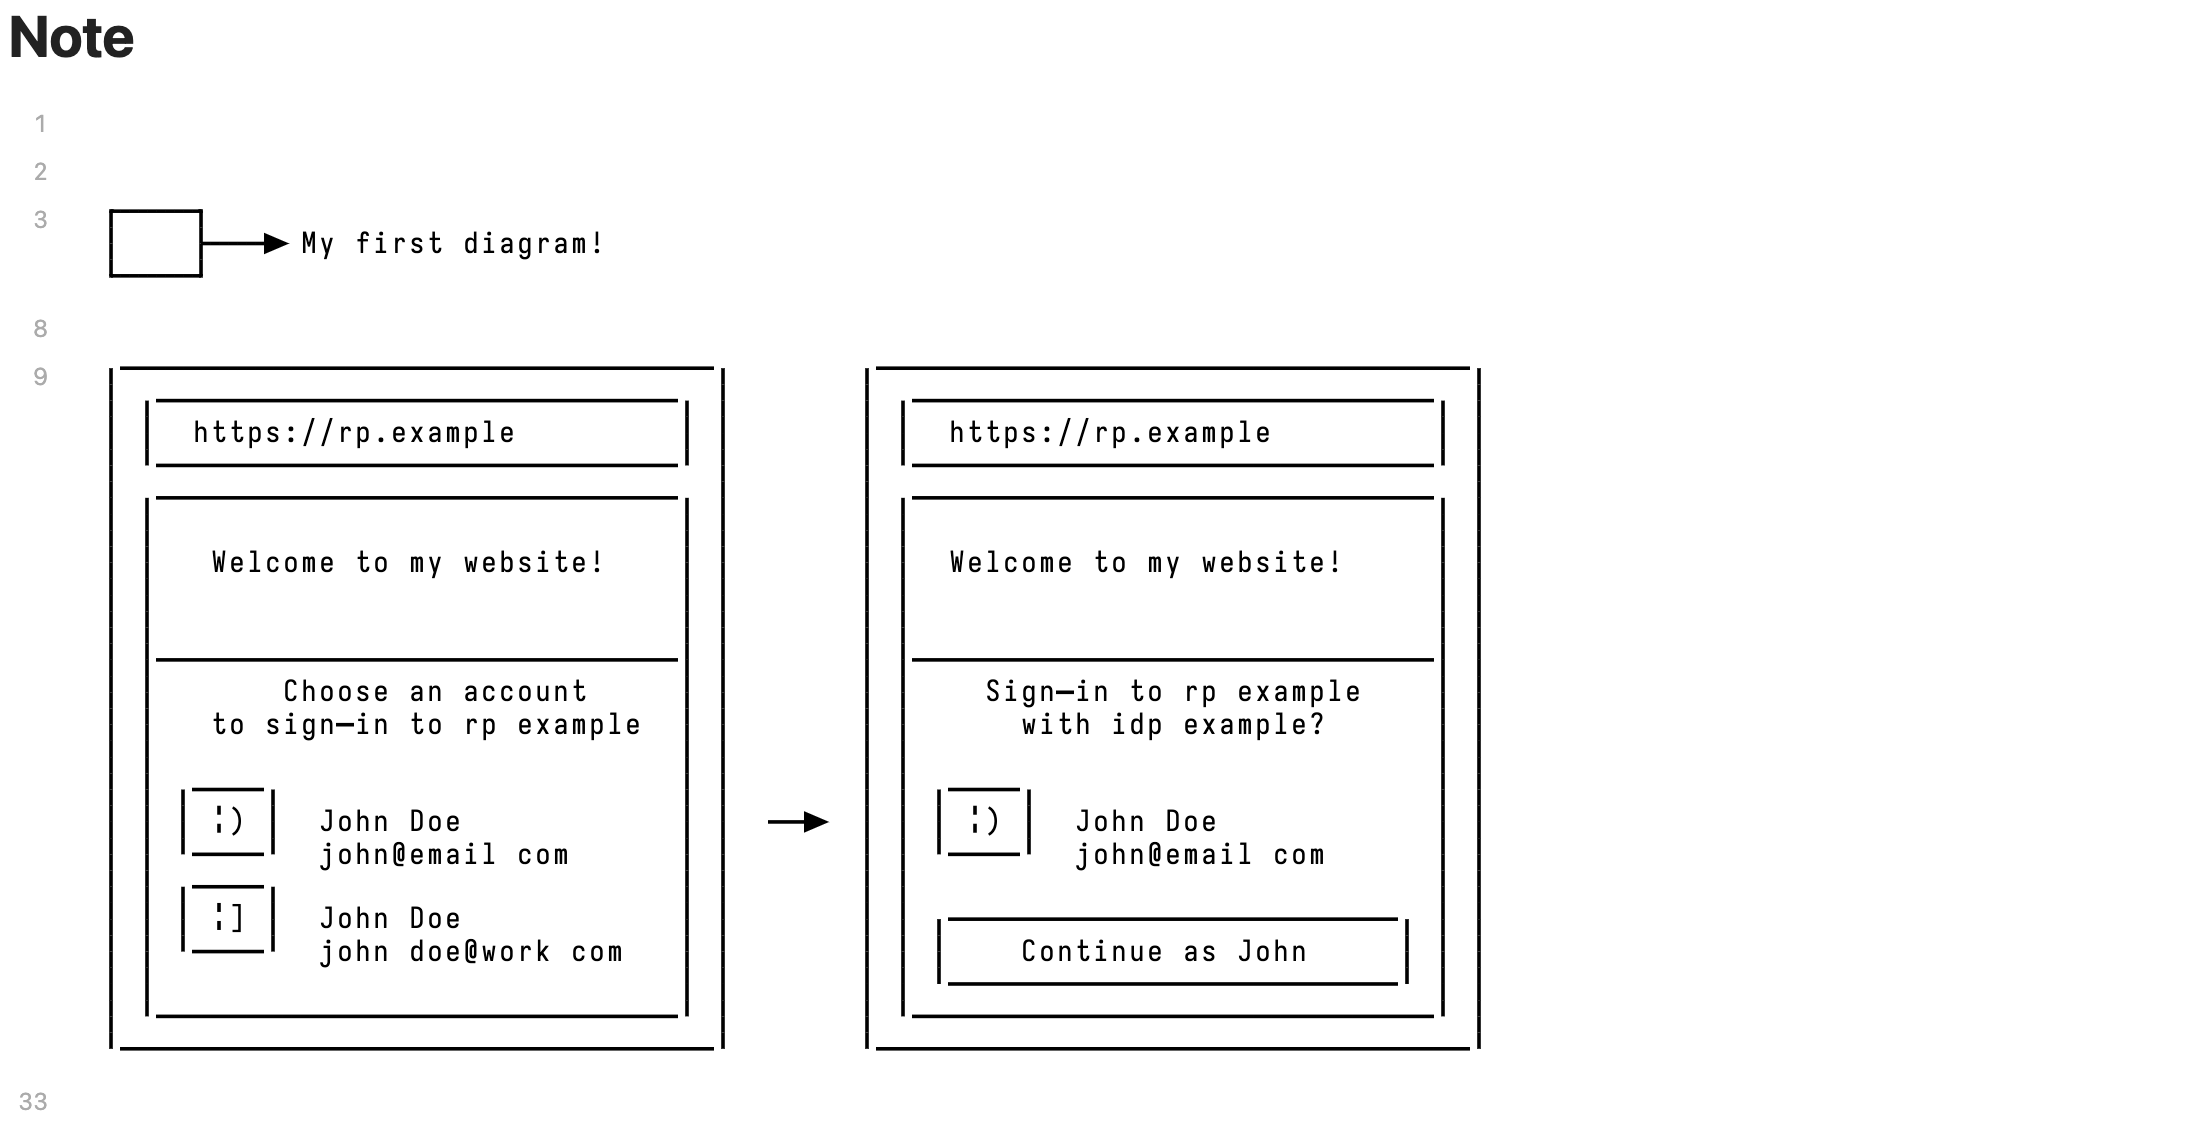 Note
1
2
3
My first diagram!
8
9
https://rp.example
Welcome to my website!
Choose an account
to sign—in to rp example
:)
John Doe
john@email com
:]
John Doe
john doe@work com
https://rp.example
Welcome to my website!
Sign—in to rp example
with idp example?
:)
John Doe
john@email com
Continue as John
33